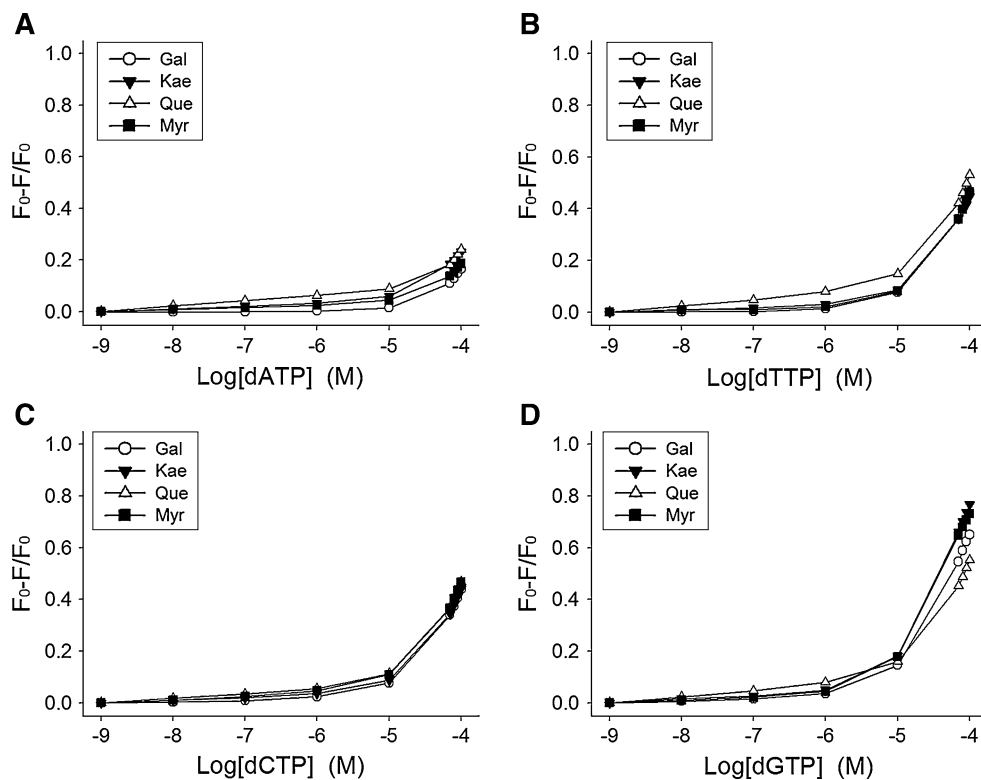 A
Gal
Kae
Que
Myr
1.0
0.8
0.6
0.4
0.2
0.0
F₀-F/F₀
-9 -8 -7 -6 -5 -4
Log[dATP] (M)
B
Gal
Kae
Que
Myr
1.0
0.8
0.6
0.4
0.2
0.0
F₀-F/F₀
-9 -8 -7 -6 -5 -4
Log[dTTP] (M)
C
Gal
Kae
Que
Myr
1.0
0.8
0.6
0.4
0.2
0.0
F₀-F/F₀
-9 -8 -7 -6 -5 -4
Log[dCTP] (M)
D
Gal
Kae
Que
Myr
1.0
0.8
0.6
0.4
0.2
0.0
F₀-F/F₀
-9 -8 -7 -6 -5 -4
Log[dGTP] (M)